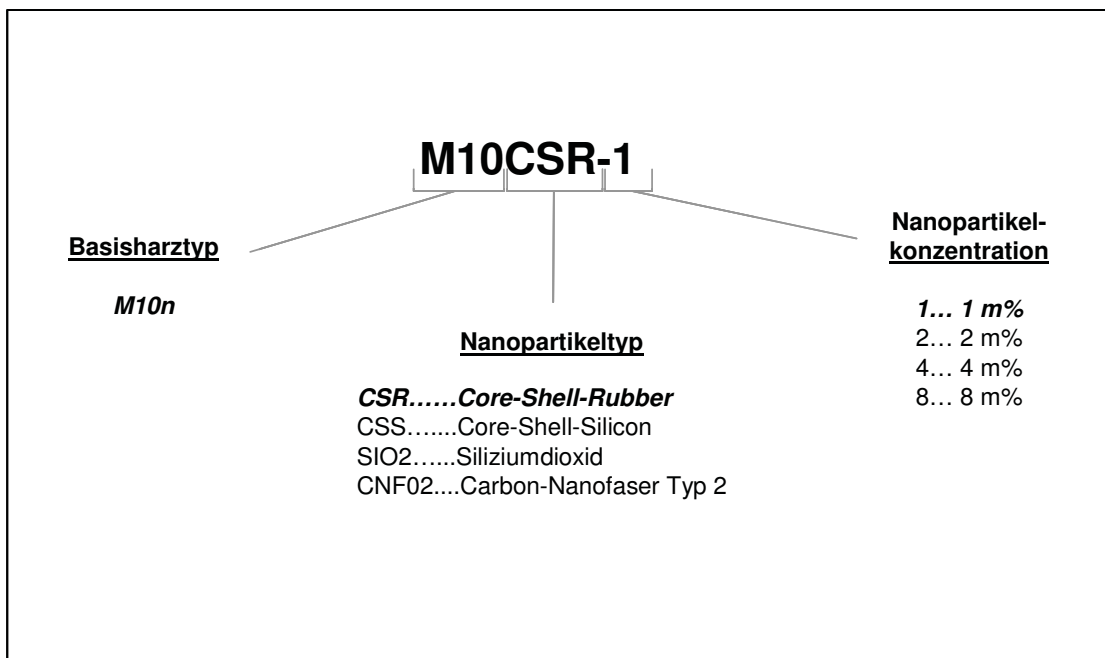 M10CSR-1
Basisharztyp
M10n
Nanopartikeltyp
CSR......Core-Shell-Rubber
CSS…....Core-Shell-Silicon
SIO2…...Siliziumdioxid
CNF02....Carbon-Nanofaser Typ 2
Nanopartikel-
konzentration
1… 1 m%
2… 2 m%
4… 4 m%
8… 8 m%